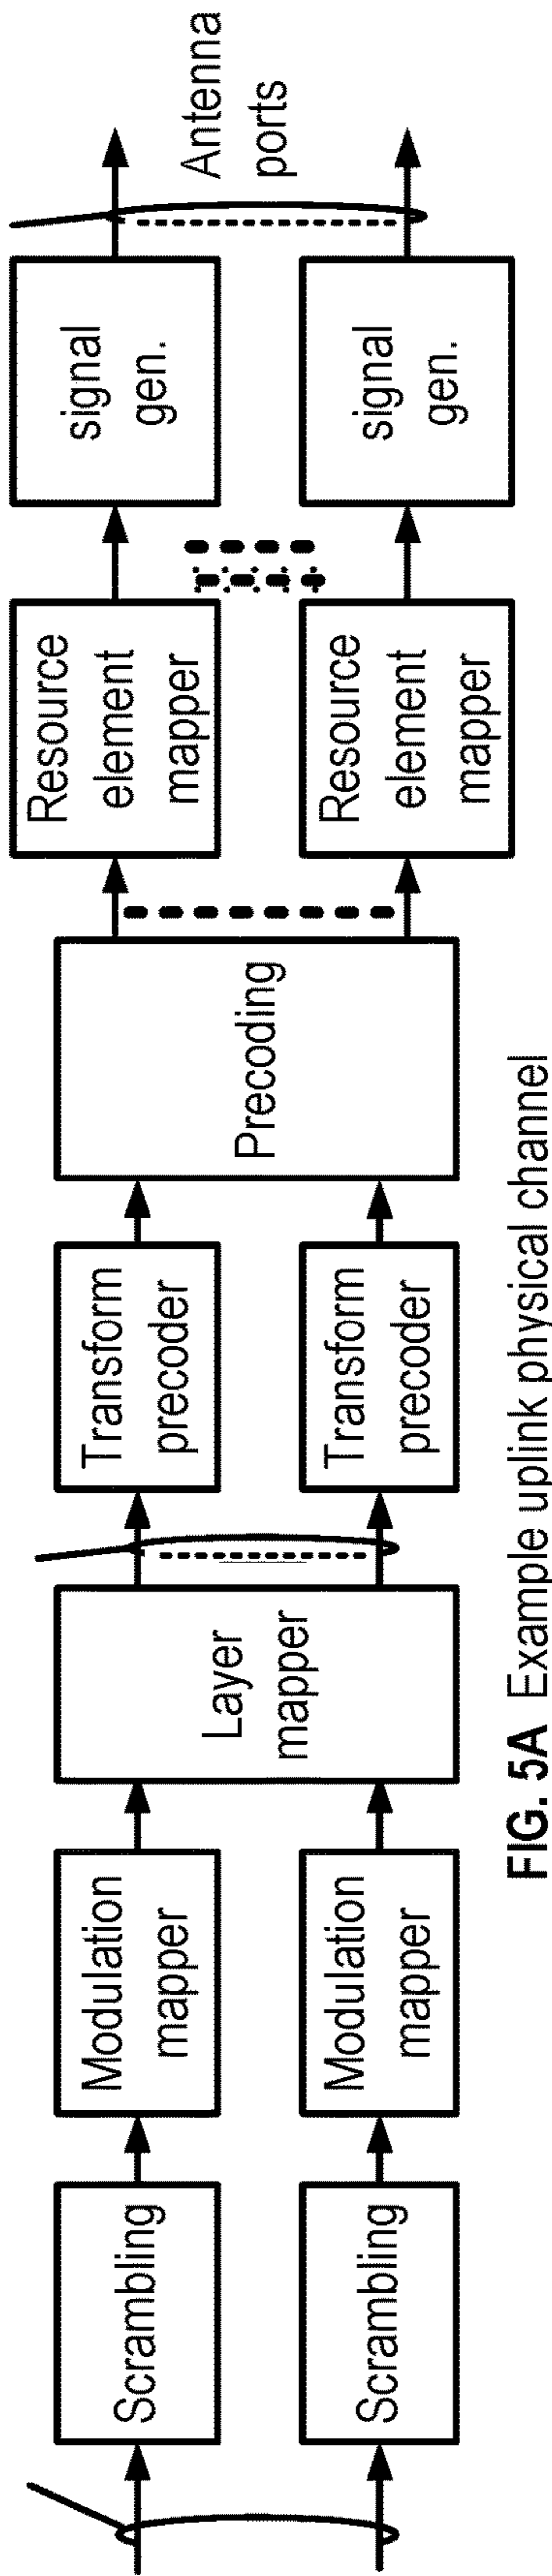 Scrambling
Scrambling
Modulation
mapper
Modulation
mapper
Layer
mapper
Transform
precoder
Transform
precoder
Precoding
Resource
element
mapper
Resource
element
mapper
signal
gen.
signal
gen.
Antenna
ports
FIG. 5A Example uplink physical channel